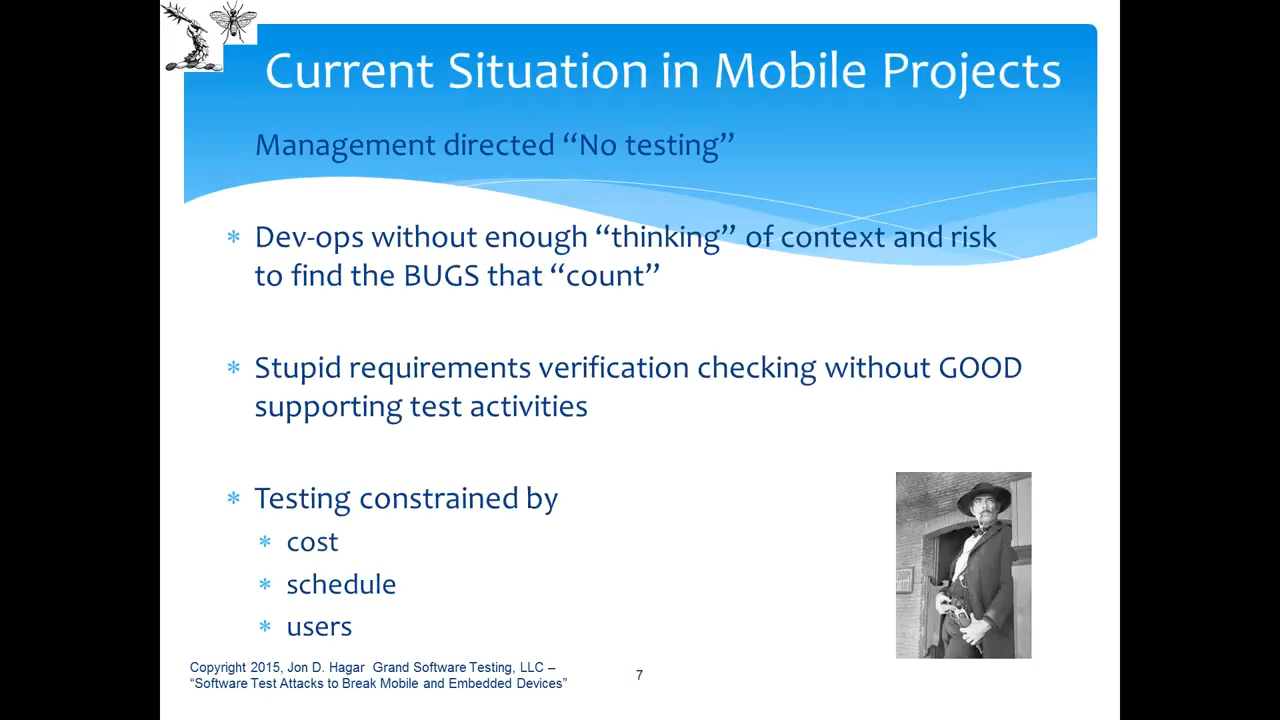 Current Situation in Mobile Projects
Management directed “No testing”
* Dev-ops without enough “thinking” of context and risk
to find the BUGS that “count”
* Stupid requirements verification checking without GOOD
supporting test activities
* Testing constrained by
* cost
* schedule
* users
Copyright 2015, Jon D. Hagar Grand Software Testing, LLC –
“Software Test Attacks to Break Mobile and Embedded Devices”
7